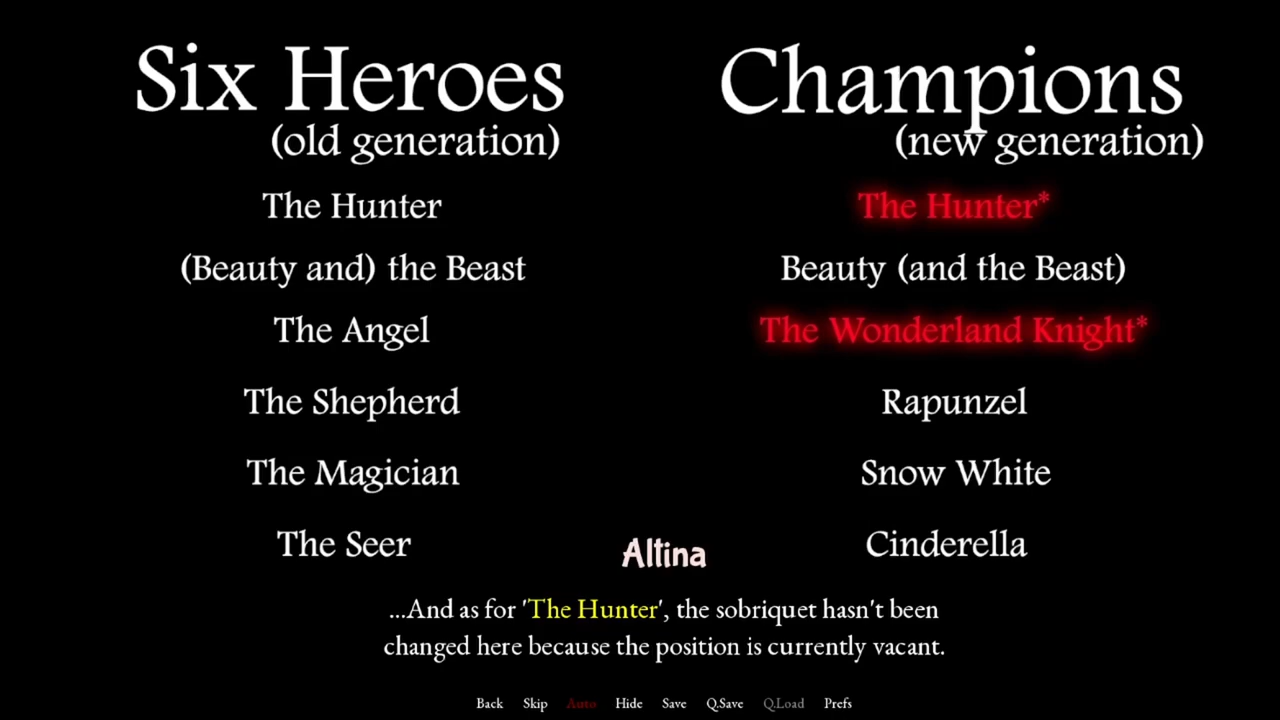 Six Heroes
(old generation)
The Hunter
(Beauty and) the Beast
The Angel
The Shepherd
The Magician
The Seer
Champions
(new generation)
The Hunter*
Beauty (and the Beast)
The Wonderland Knight*
Rapunzel
Snow White
Cinderella
Altina
...And as for 'The Hunter', the sobriquet hasn't been
changed here because the position is currently vacant.
Back Skip Auto Hide Save Q.Save Q.Load Prefs